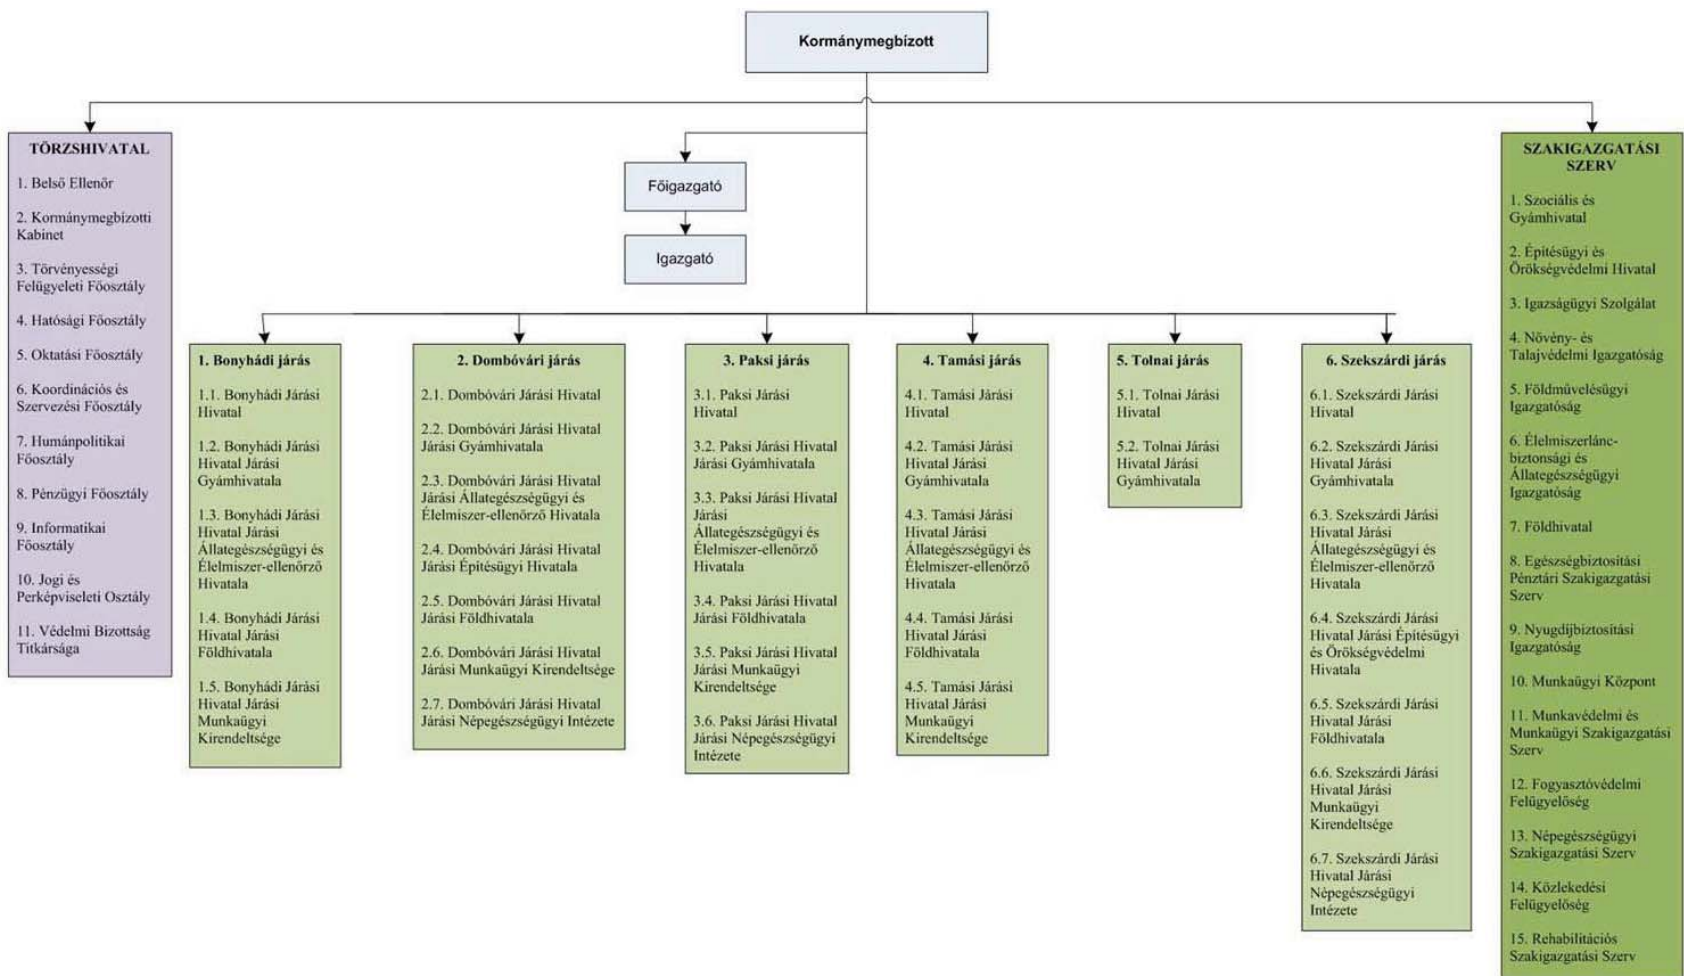 Kormánymegbízott
TÖRZSHIVATAL
1. Belső Ellenőr
2. Kormánymegbízotti
Kabinet
3. Törvényességi
Felügyeleti Főosztály
4. Hatósági Főosztály
5. Oktatási Főosztály
6. Koordinációs és
Szervezési Főosztály
7. Humánpolitikai
Főosztály
8. Pénzügyi Főosztály
9. Informatikai
Főosztály
10. Jogi és
Perképviseleti Osztály
11. Védelmi Bizottság
Titkársága
Főigazgató
Igazgató
1. Bonyhádi járás
1.1. Bonyhádi Járási
Hivatal
1.2. Bonyhádi Járási
Hivatal Járási
Gyámhivatala
1.3. Bonyhádi Járási
Hivatal Járási
Állategészségügyi és
Élelmiszer-ellenőrző
Hivatala
1.4. Bonyhádi Járási
Hivatal Járási
Földhivatala
1.5. Bonyhádi Járási
Hivatal Járási
Munkaügyi
Kirendeltsége
2. Dombóvári járás
2.1. Dombóvári Járási Hivatal
2.2. Dombóvári Járási Hivatal
Járási Gyámhivatala
2.3. Dombóvári Járási Hivatal
Járási Állategészségügyi és
Élelmiszer-ellenőrző Hivatala
2.4. Dombóvári Járási Hivatal
Járási Építésügyi Hivatala
2.5. Dombóvári Járási Hivatal
Járási Földhivatala
2.6. Dombóvári Járási Hivatal
Járási Munkaügyi Kirendeltsége
2.7. Dombóvári Járási Hivatal
Járási Népegészségügyi Intézete
3. Paksi járás
3.1. Paksi Járási
Hivatal
3.2. Paksi Járási Hivatal
Járási Gyámhivatala
3.3. Paksi Járási Hivatal
Járási
Állategészségügyi és
Élelmiszer-ellenőrző
Hivatala
3.4. Paksi Járási Hivatal
Járási Földhivatala
3.5. Paksi Járási Hivatal
Járási Munkaügyi
Kirendeltsége
3.6. Paksi Járási Hivatal
Járási Népegészségügyi
Intézete
4. Tamási járás
4.1. Tamási Járási
Hivatal
4.2. Tamási Járási
Hivatal Járási
Gyámhivatala
4.3. Tamási Járási
Hivatal Járási
Állategészségügyi és
Élelmiszer-ellenőrző
Hivatala
4.4. Tamási Járási
Hivatal Járási
Földhivatala
4.5. Tamási Járási
Hivatal Járási
Munkaügyi
Kirendeltsége
5. Tolnai járás
5.1. Tolnai Járási
Hivatal
5.2. Tolnai Járási
Hivatal Járási
Gyámhivatala
6. Szekszárdi járás
6.1. Szekszárdi Járási
Hivatal
6.2. Szekszárdi Járási
Hivatal Járási
Gyámhivatala
6.3. Szekszárdi Járási
Hivatal Járási
Állategészségügyi és
Élelmiszer-ellenőrző
Hivatala
6.4. Szekszárdi Járási
Hivatal Járási Építésügyi
és Örökségvédelmi
Hivatala
6.5. Szekszárdi Járási
Hivatal Járási
Földhivatala
6.6. Szekszárdi Járási
Hivatal Járási
Munkaügyi
Kirendeltsége
6.7. Szekszárdi Járási
Hivatal Járási
Népegészségügyi
Intézete
SZAKIGAZGATÁSI
SZERV
1. Szociális és
Gyámhivatal
2. Építésügyi és
Örökségvédelmi Hivatal
3. Igazságügyi Szolgálat
4. Növény- és
Talajvédelmi Igazgatóság
5. Földművelésügyi
Igazgatóság
6. Élelmiszerlánc-
biztonsági és
Állategészségügyi
Igazgatóság
7. Földhivatal
8. Egészségbiztosítási
Pénztári Szakigazgatási
Szerv
9. Nyugdíjbiztosítási
Igazgatóság
10. Munkaügyi Központ
11. Munkavédelmi és
Munkaügyi Szakigazgatási
Szerv
12. Fogyasztóvédelmi
Felügyelőség
13. Népegészségügyi
Szakigazgatási Szerv
14. Közlekedési
Felügyelőség
15. Rehabilitációs
Szakigazgatási Szerv